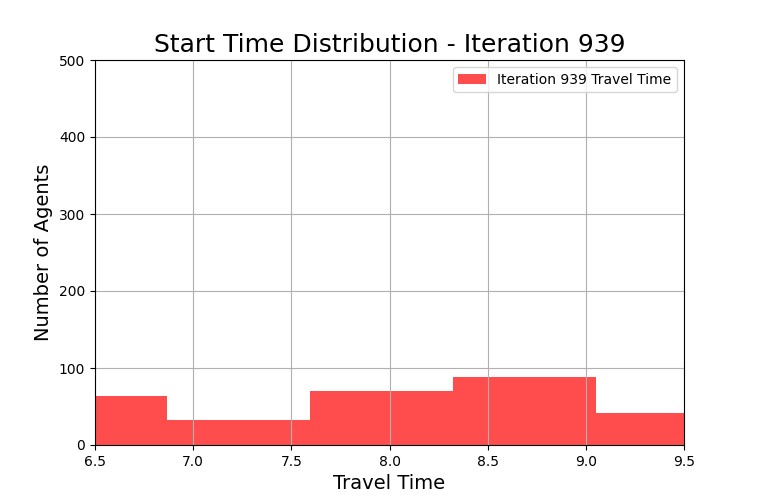 Start Time Distribution - Iteration 939
Iteration 939 Travel Time
Number of Agents
500
400
300
200
100
0
6.5 7.0 7.5 8.0 8.5 9.0 9.5
Travel Time